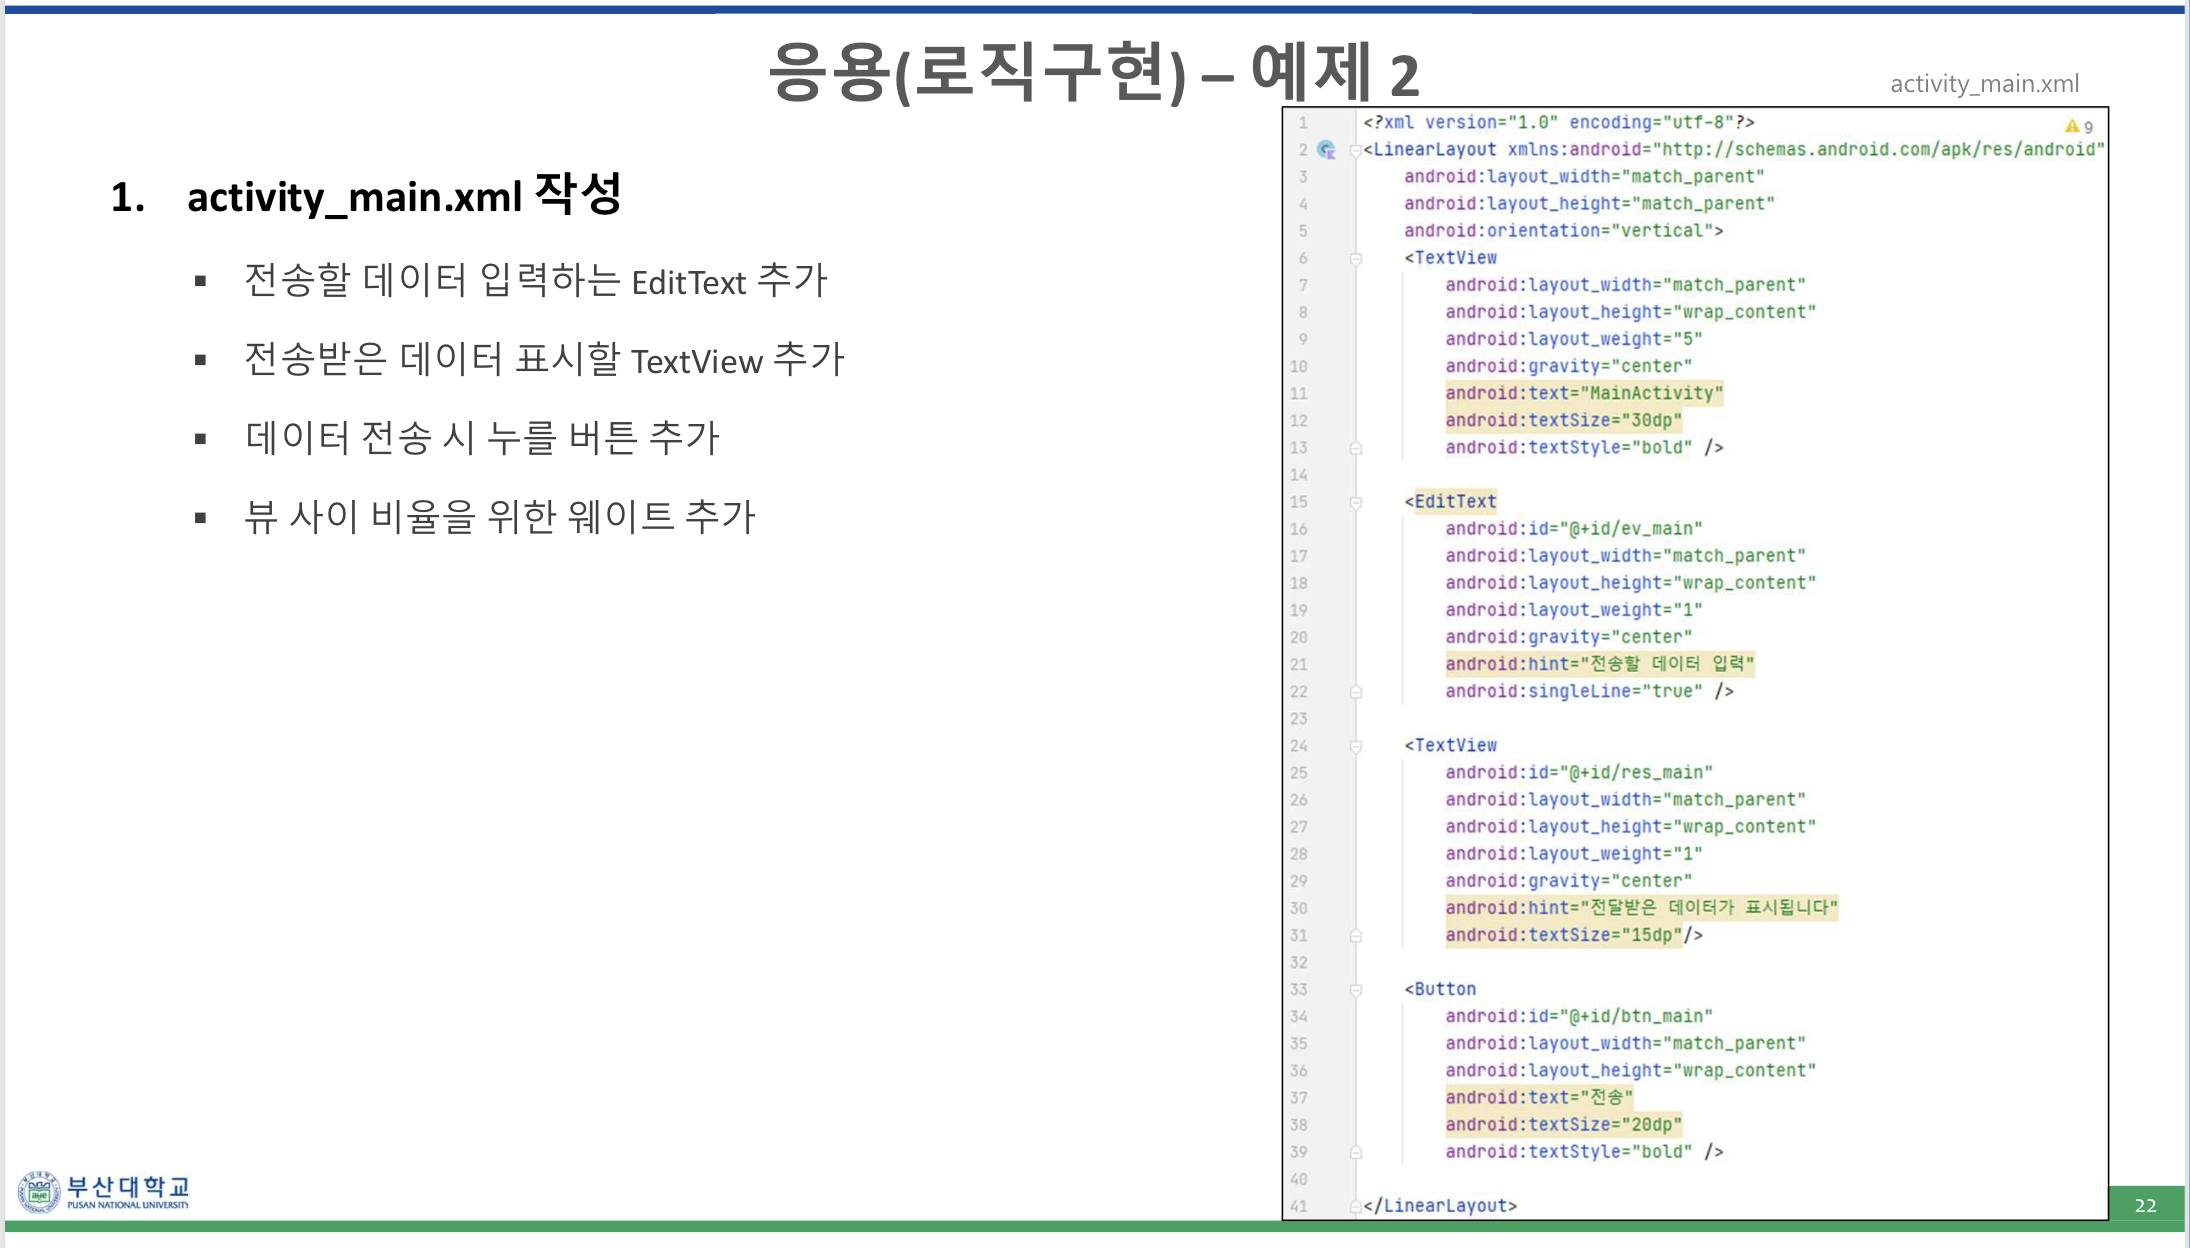 응용(로직구현) – 예제 2
activity_main.xml
1. activity_main.xml 작성
▪ 전송할 데이터 입력하는 EditText 추가
▪ 전송받은 데이터 표시할 TextView 추가
▪ 데이터 전송 시 누를 버튼 추가
▪ 뷰 사이 비율을 위한 웨이트 추가
1 <?xml version="1.0" encoding="utf-8"?> 9
2 <LinearLayout xmlns:android="http://schemas.android.com/apk/res/android"
3 android:layout_width="match_parent"
4 android:layout_height="match_parent"
5 android:orientation="vertical">
6 <TextView
7 android:layout_width="match_parent"
8 android:layout_height="wrap_content"
9 android:layout_weight="5"
10 android:gravity="center"
11 android:text="MainActivity"
12 android:textSize="30dp"
13 android:textStyle="bold" />
14
15 <EditText
16 android:id="@+id/ev_main"
17 android:layout_width="match_parent"
18 android:layout_height="wrap_content"
19 android:layout_weight="1"
20 android:gravity="center"
21 android:hint="전송할 데이터 입력"
22 android:singleLine="true" />
23
24 <TextView
25 android:id="@+id/res_main"
26 android:layout_width="match_parent"
27 android:layout_height="wrap_content"
28 android:layout_weight="1"
29 android:gravity="center"
30 android:hint="전달받은 데이터가 표시됩니다"
31 android:textSize="15dp"/>
32
33 <Button
34 android:id="@+id/btn_main"
35 android:layout_width="match_parent"
36 android:layout_height="wrap_content"
37 android:text="전송"
38 android:textSize="20dp"
39 android:textStyle="bold" />
40
41 </LinearLayout>
부산대학교
PUSAN NATIONAL UNIVERSITY
22